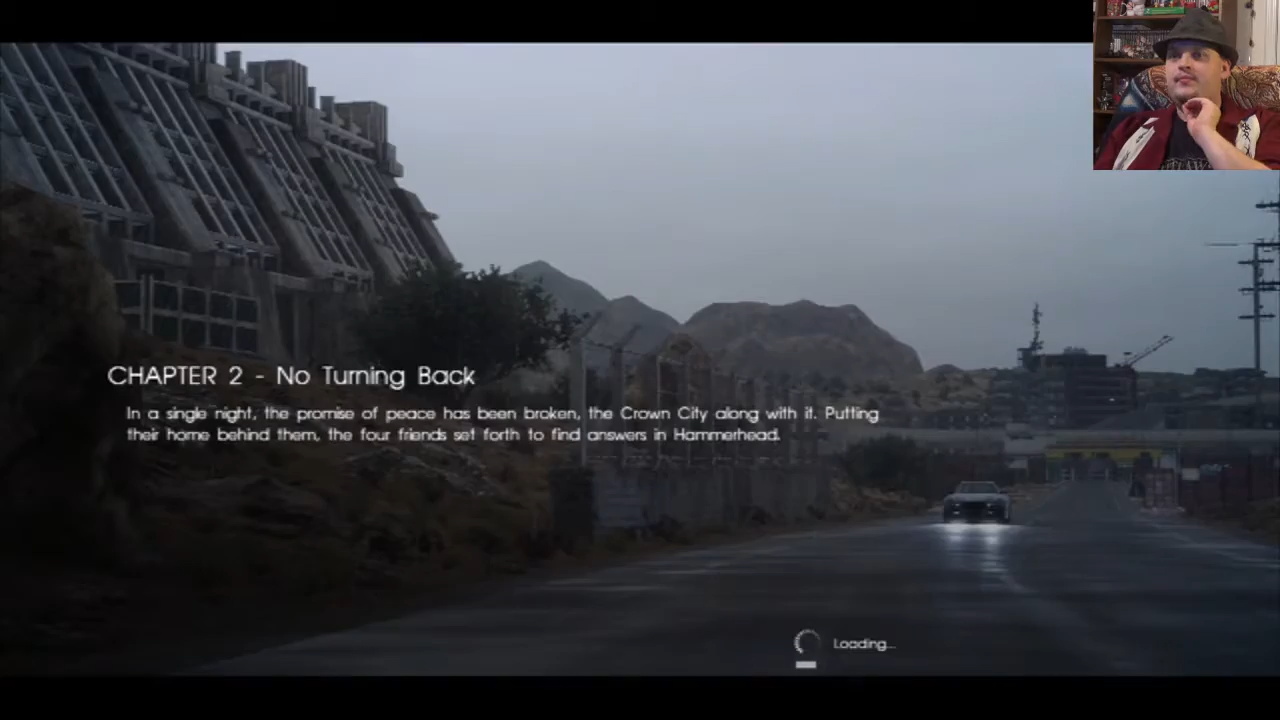 CHAPTER 2 - No Turning Back
In a single night, the promise of peace has been broken, the Crown City along with it. Putting
their home behind them, the four friends set forth to find answers in Hammerhead.
Loading...